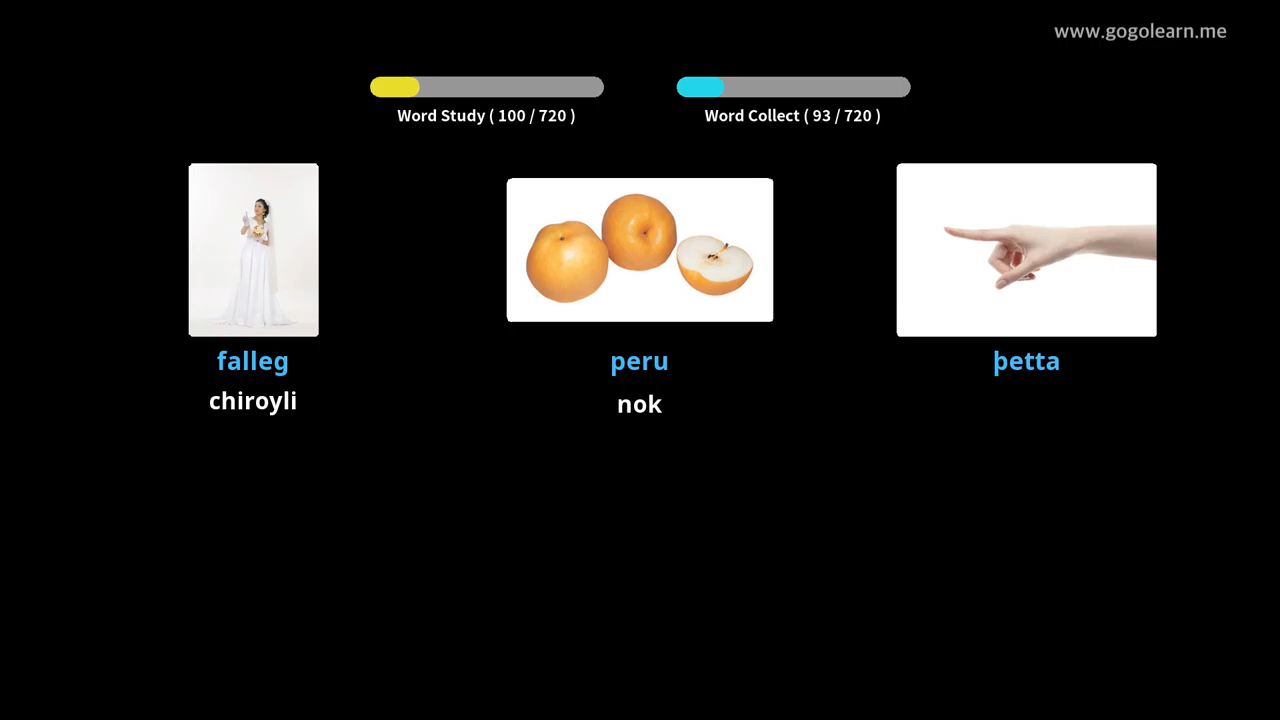 www.gogolearn.me
Word Study ( 100 / 720 )
Word Collect ( 93 / 720 )
falleg
chiroyli
peru
nok
þetta